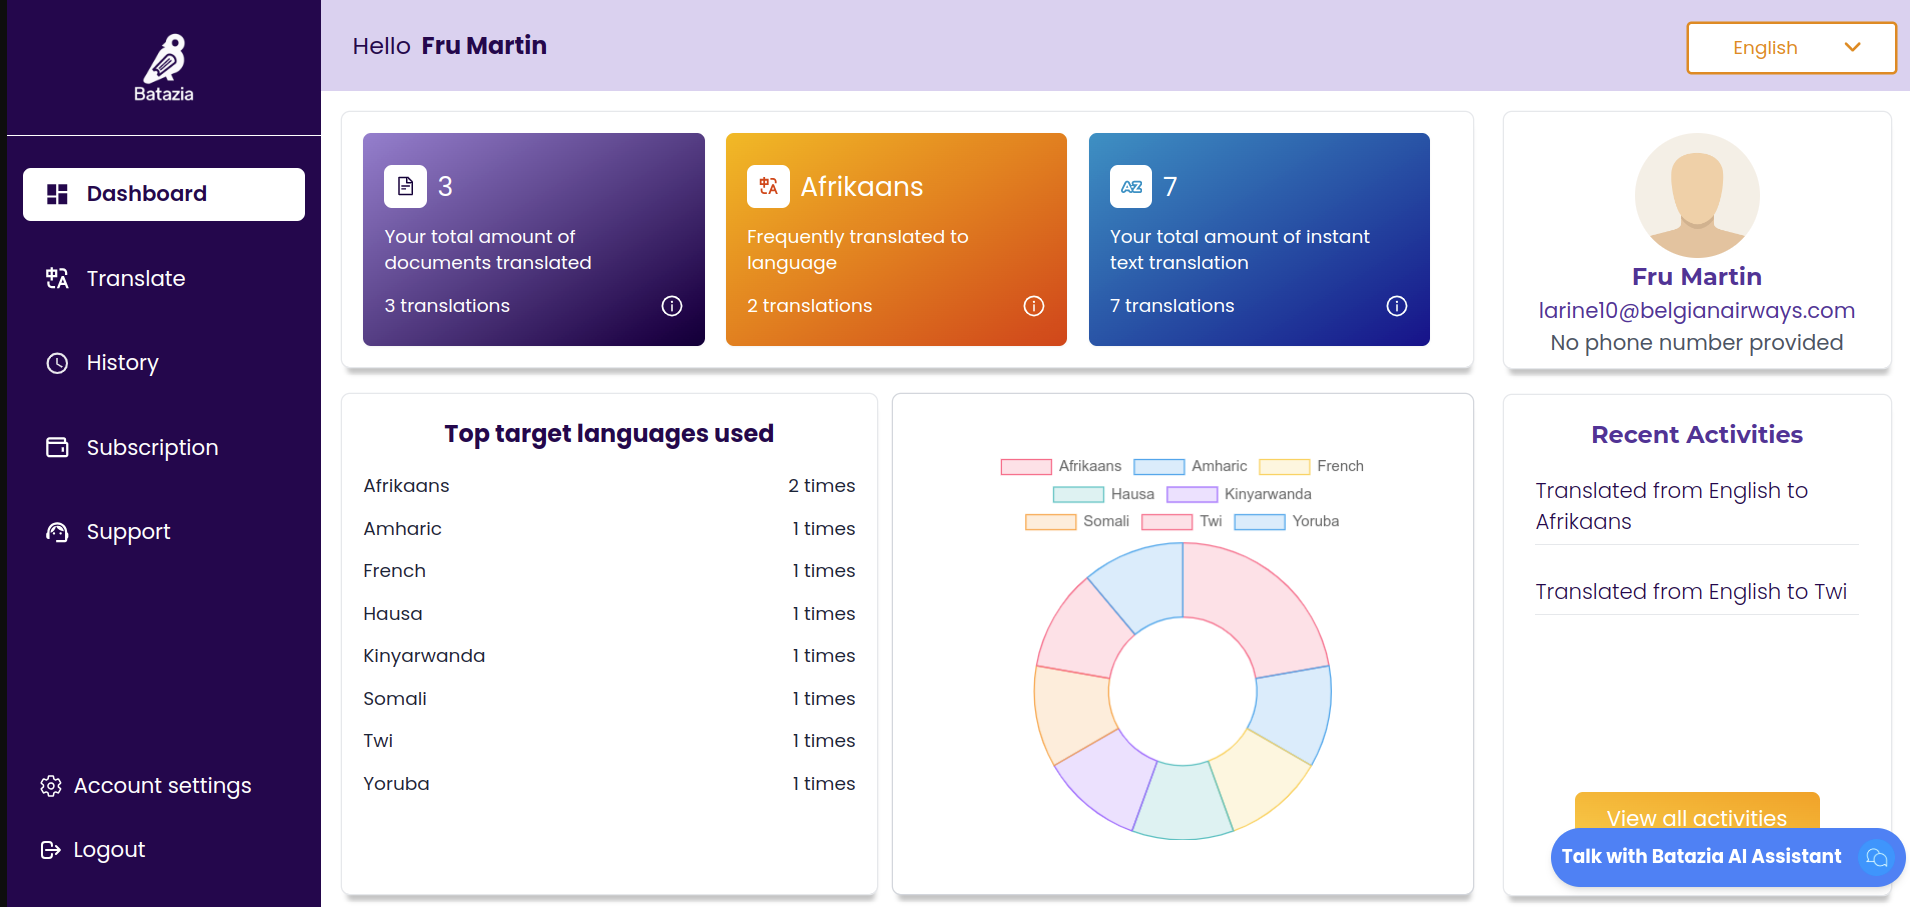 Batazia
Dashboard
Translate
History
Subscription
Support
Account settings
Logout
Hello Fru Martin
English
3
Your total amount of
documents translated
3 translations
Afrikaans
Frequently translated to
language
2 translations
AZ
7
Your total amount of instant
text translation
7 translations
Fru Martin
larine10@belgianairways.com
No phone number provided
Top target languages used
Afrikaans 2 times
Amharic 1 times
French 1 times
Hausa 1 times
Kinyarwanda 1 times
Somali 1 times
Twi 1 times
Yoruba 1 times
Afrikaans Amharic French
Hausa Kinyarwanda
Somali Twi Yoruba
Recent Activities
Translated from English to
Afrikaans
Translated from English to Twi
View all activities
Talk with Batazia AI Assistant